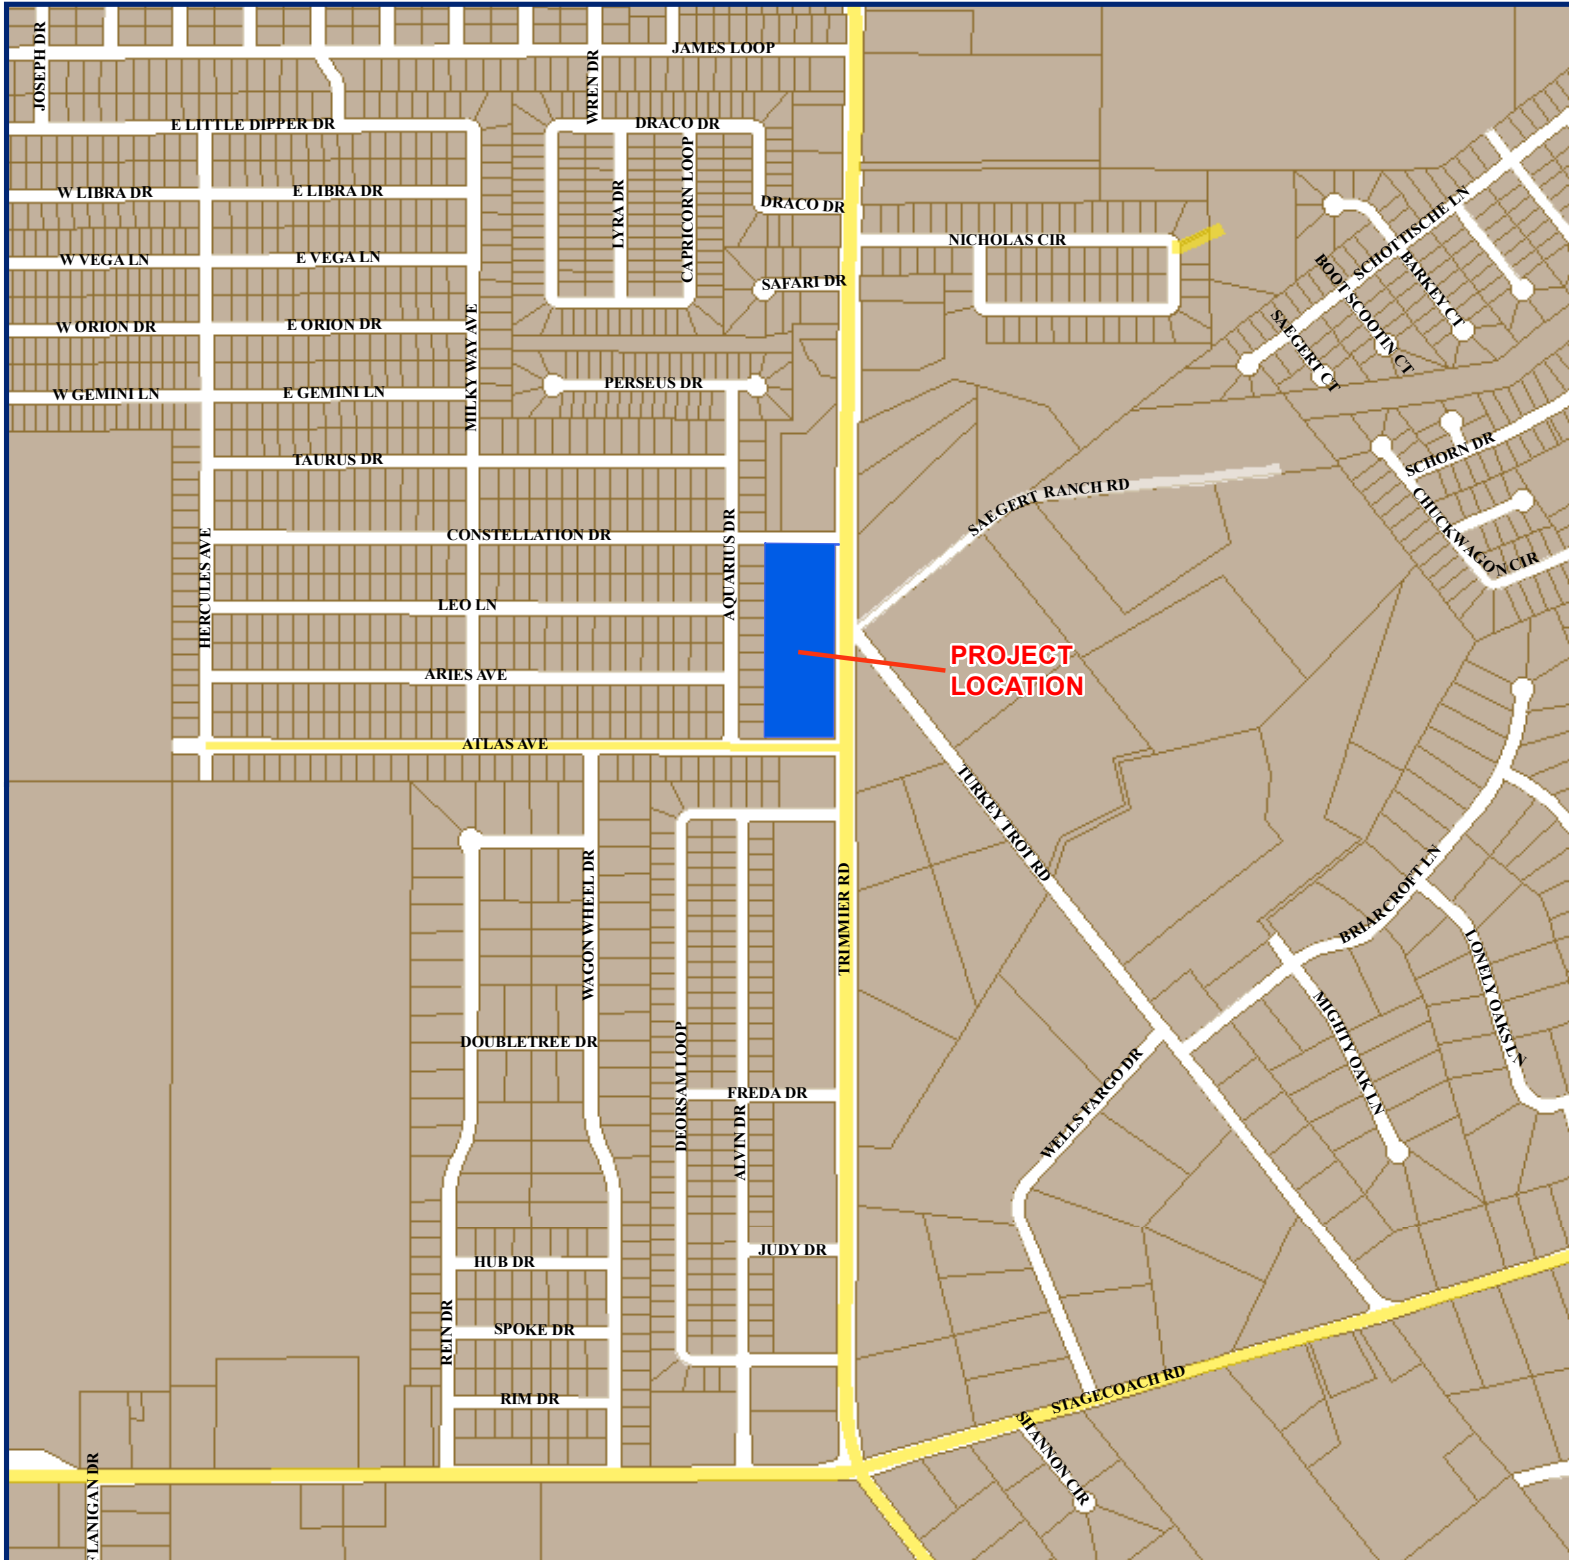 JOSEPH DR
JAMES LOOP
WREN DR
E LITTLE DIPPER DR
DRACO DR
W LIBRA DR
E LIBRA DR
LYRA DR
CAPRICORN LOOP
DRACO DR
SCHOTTISCHE LN
W VEGA LN
E VEGA LN
NICHOLAS CIR
BARKEY CT
BOOT SCOOTIN CT
SAFARI DR
W ORION DR
E ORION DR
MILKY WAY AVE
SAEGERT CT
W GEMINI LN
E GEMINI LN
PERSEUS DR
TAURUS DR
SCHORN DR
SAEGERT RANCH RD
CHUCKWAGON CIR
HERCULES AVE
CONSTELLATION DR
AQUARIUS DR
LEO LN
PROJECT
LOCATION
ARIES AVE
ATLAS AVE
TURKEY TROT RD
WAGON WHEEL DR
TRIMMIER RD
BRIARCROFT LN
LONELY OAKS LN
MIGHTY OAK LN
DOUBLETREE DR
DEORSAM LOOP
FREDA DR
ALVIN DR
WELLS FARGO DR
JUDY DR
HUB DR
REIN DR
SPOKE DR
RIM DR
STAGECOACH RD
SHANNON CIR
FLANIGAN DR